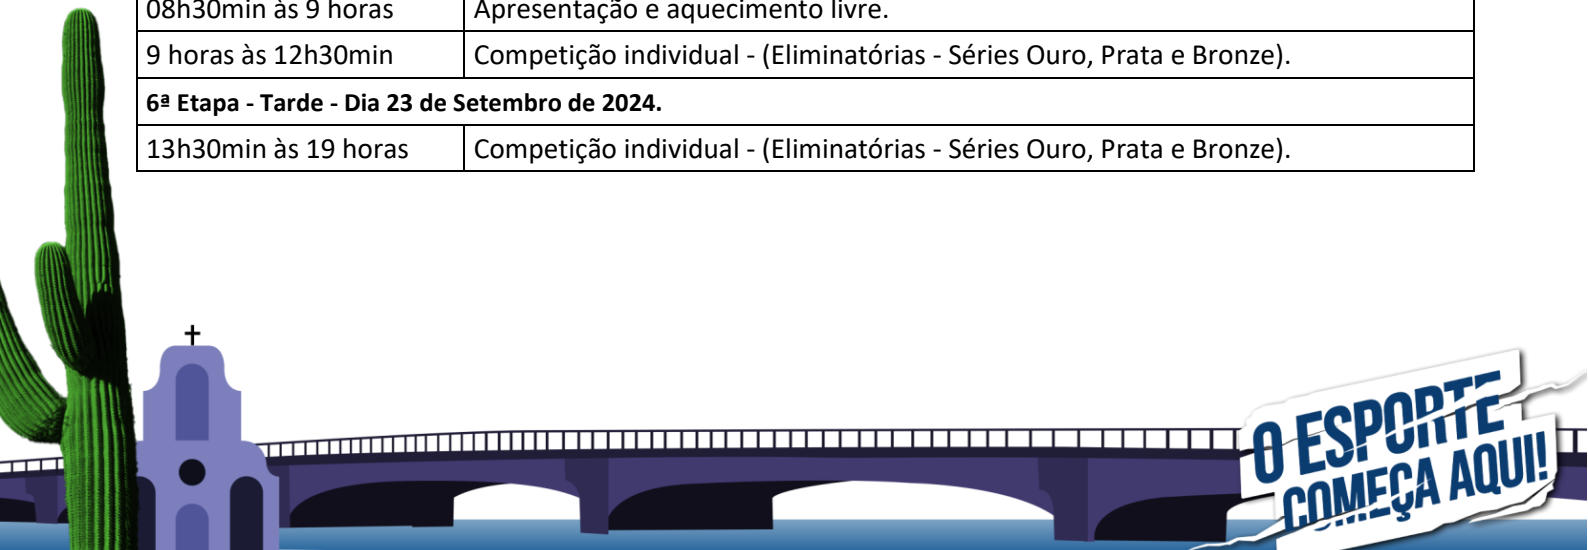 08h30min às 9 horas Apresentação e aquecimento livre.
9 horas às 12h30min Competição individual - (Eliminatórias - Séries Ouro, Prata e Bronze).
6ª Etapa - Tarde - Dia 23 de Setembro de 2024.
13h30min às 19 horas Competição individual - (Eliminatórias - Séries Ouro, Prata e Bronze).
O ESPORTE
COMEÇA AQUI!